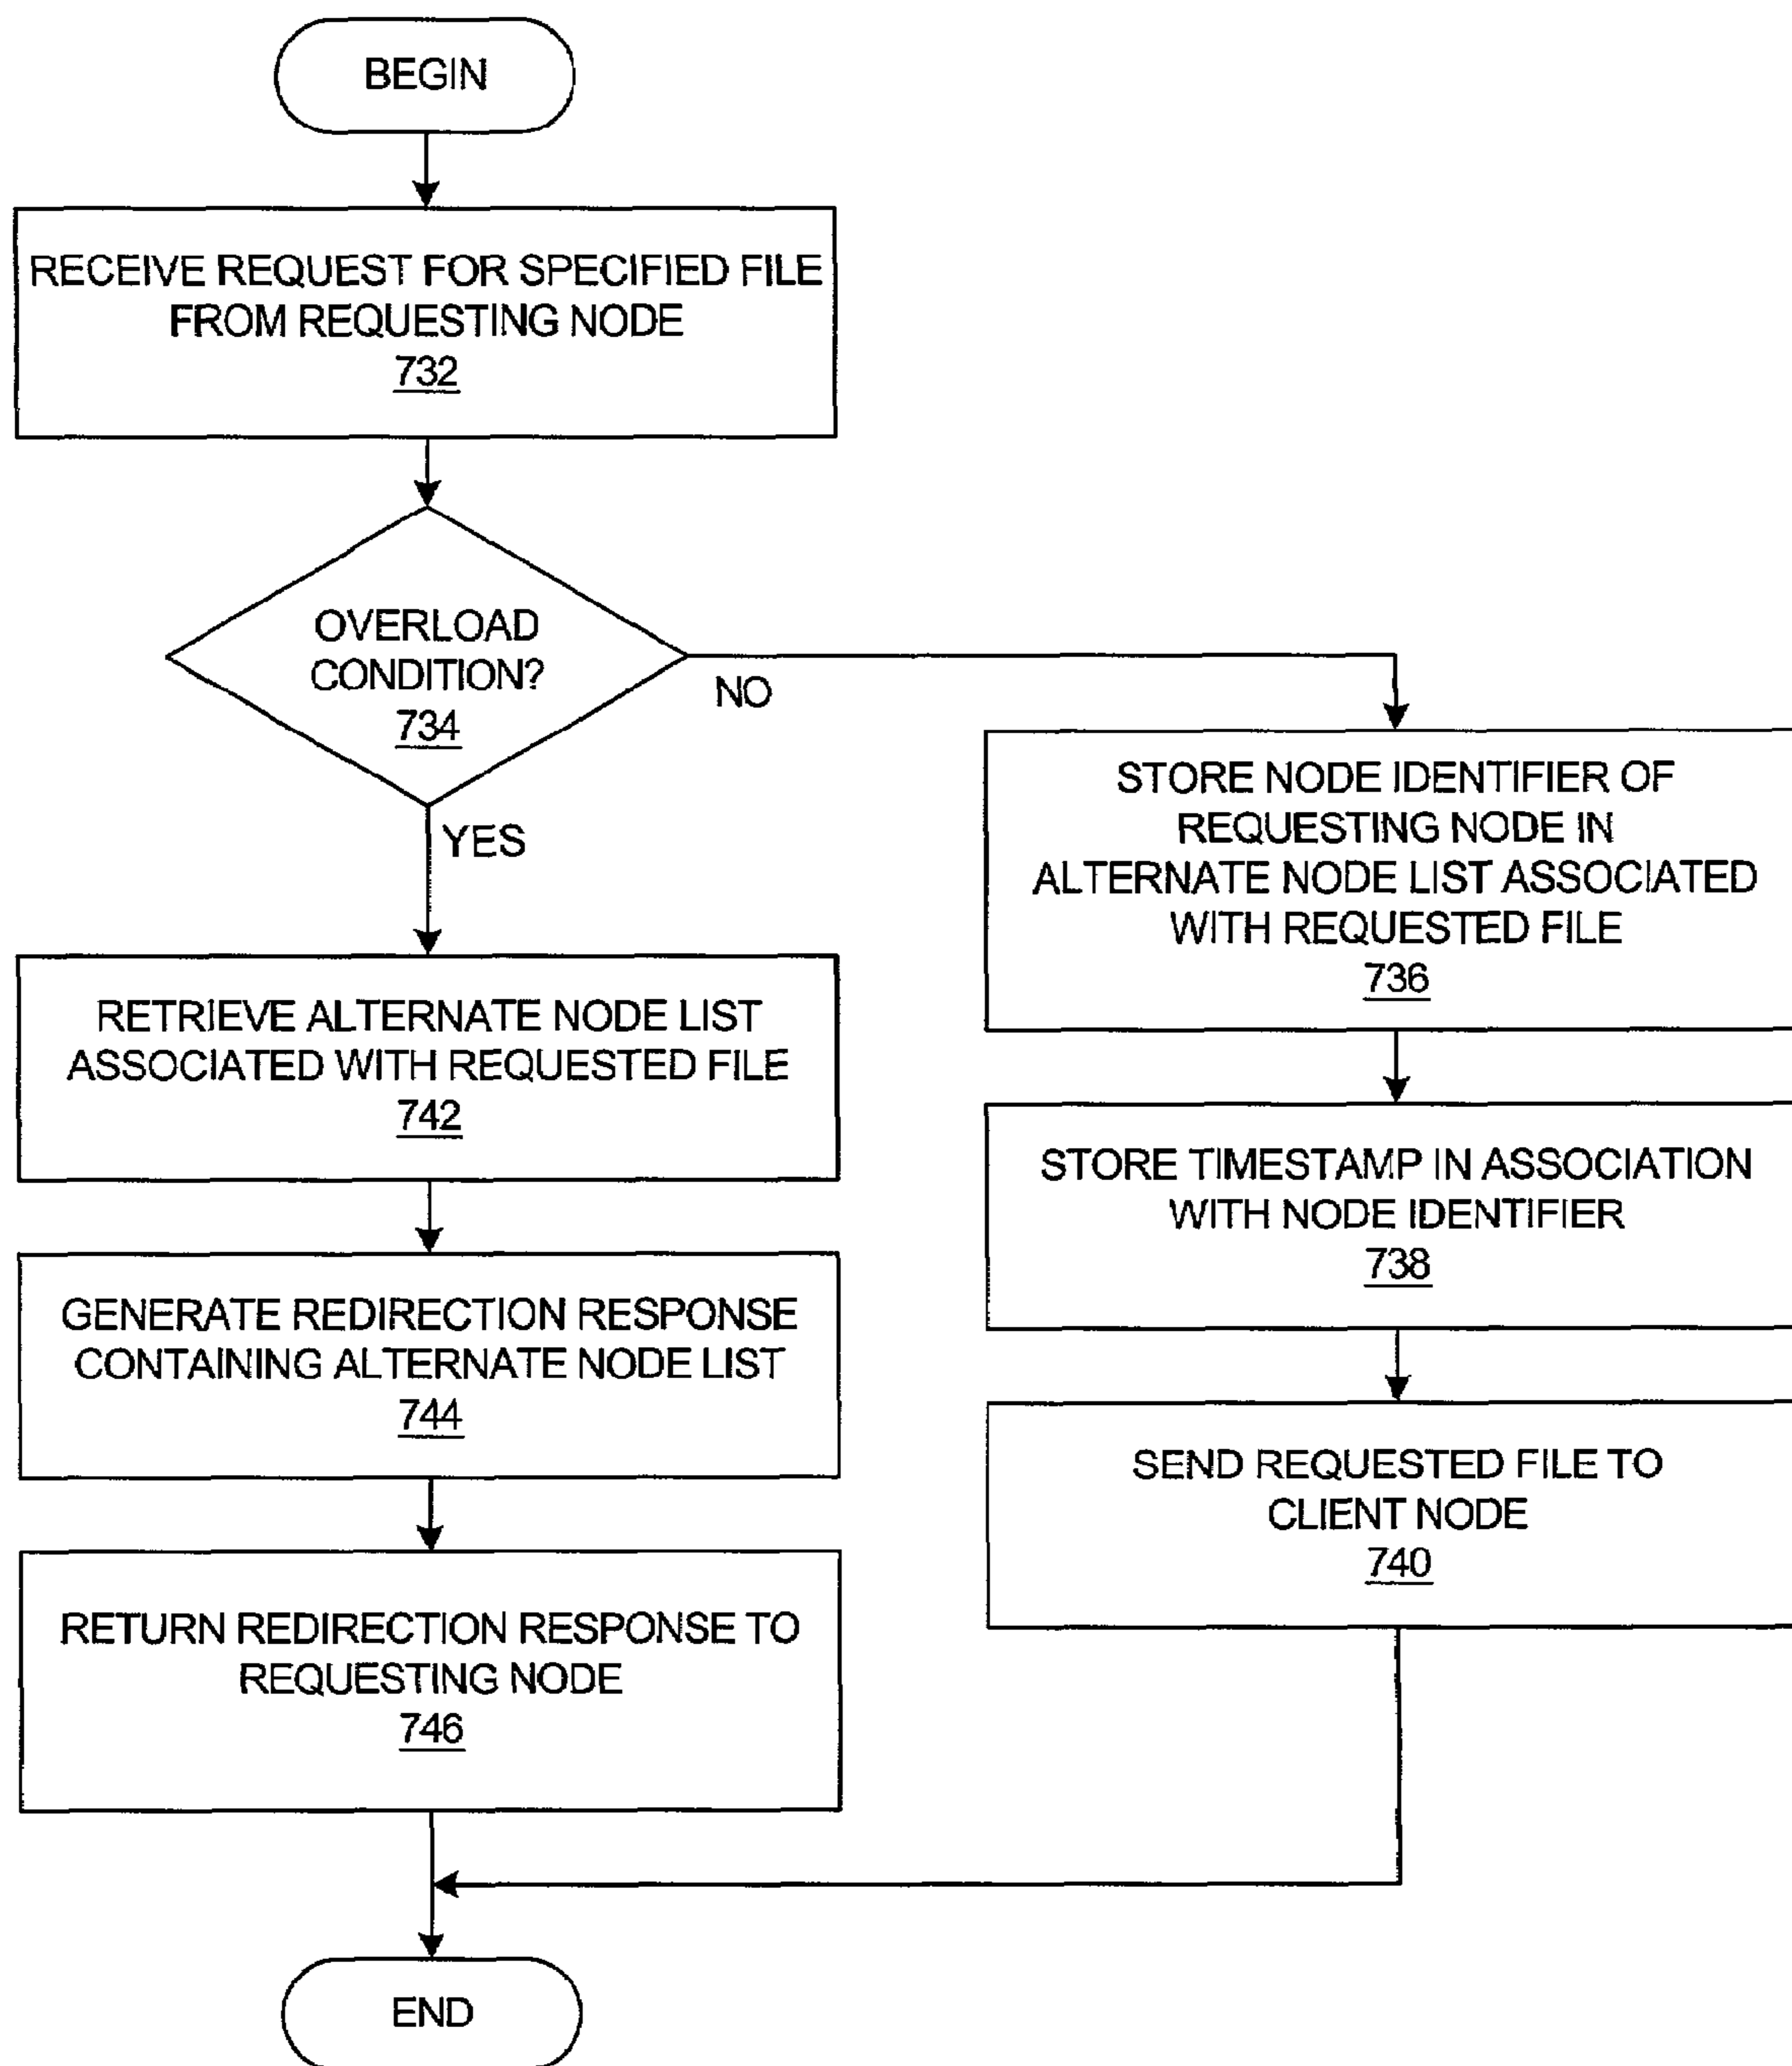 BEGIN
RECEIVE REQUEST FOR SPECIFIED FILE
FROM REQUESTING NODE
732
OVERLOAD
CONDITION?
734
NO
YES
STORE NODE IDENTIFIER OF
REQUESTING NODE IN
ALTERNATE NODE LIST ASSOCIATED
WITH REQUESTED FILE
736
STORE TIMESTAMP IN ASSOCIATION
WITH NODE IDENTIFIER
738
SEND REQUESTED FILE TO
CLIENT NODE
740
RETRIEVE ALTERNATE NODE LIST
ASSOCIATED WITH REQUESTED FILE
742
GENERATE REDIRECTION RESPONSE
CONTAINING ALTERNATE NODE LIST
744
RETURN REDIRECTION RESPONSE TO
REQUESTING NODE
746
END